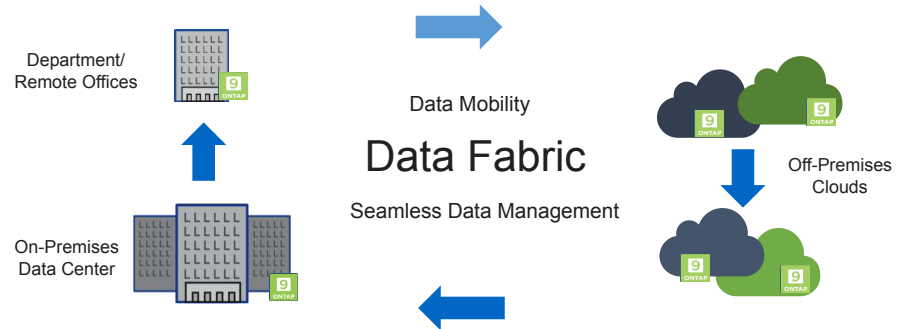 Department/
Remote Offices
9
ONTAP
On-Premises
Data Center
9
ONTAP
Data Mobility
Data Fabric
Seamless Data Management
9
ONTAP
9
ONTAP
Off-Premises
Clouds
9
ONTAP
9
ONTAP